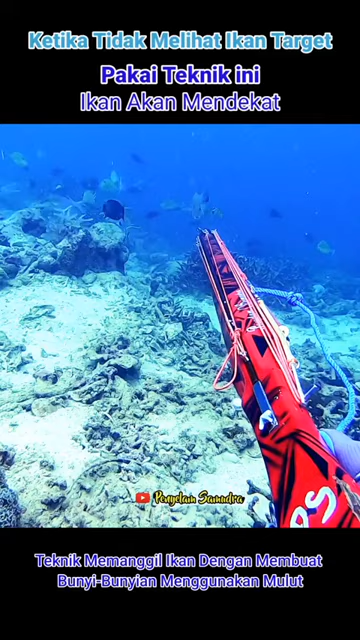 Ketika Tidak Melihat Ikan Target
Pakai Teknik ini
Ikan Akan Mendekat
Penyelam Samudra
Teknik Memanggil Ikan Dengan Membuat
Bunyi-Bunyian Menggunakan Mulut